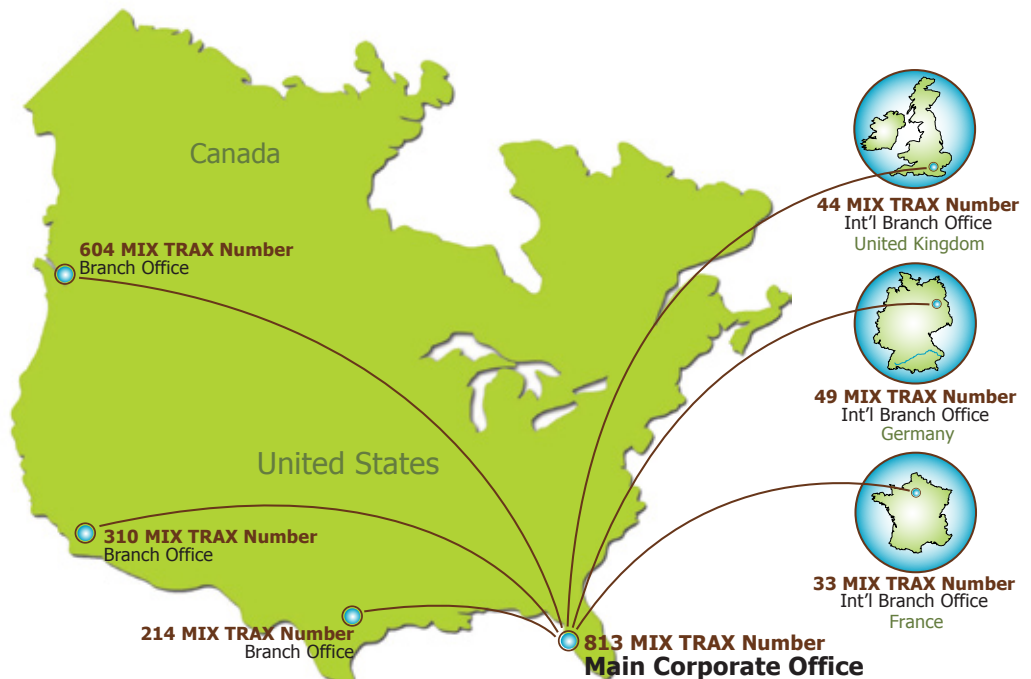 Canada
604 MIX TRAX Number
Branch Office
44 MIX TRAX Number
Int'l Branch Office
United Kingdom
49 MIX TRAX Number
Int'l Branch Office
Germany
United States
310 MIX TRAX Number
Branch Office
33 MIX TRAX Number
Int'l Branch Office
France
214 MIX TRAX Number
Branch Office
813 MIX TRAX Number
Main Corporate Office